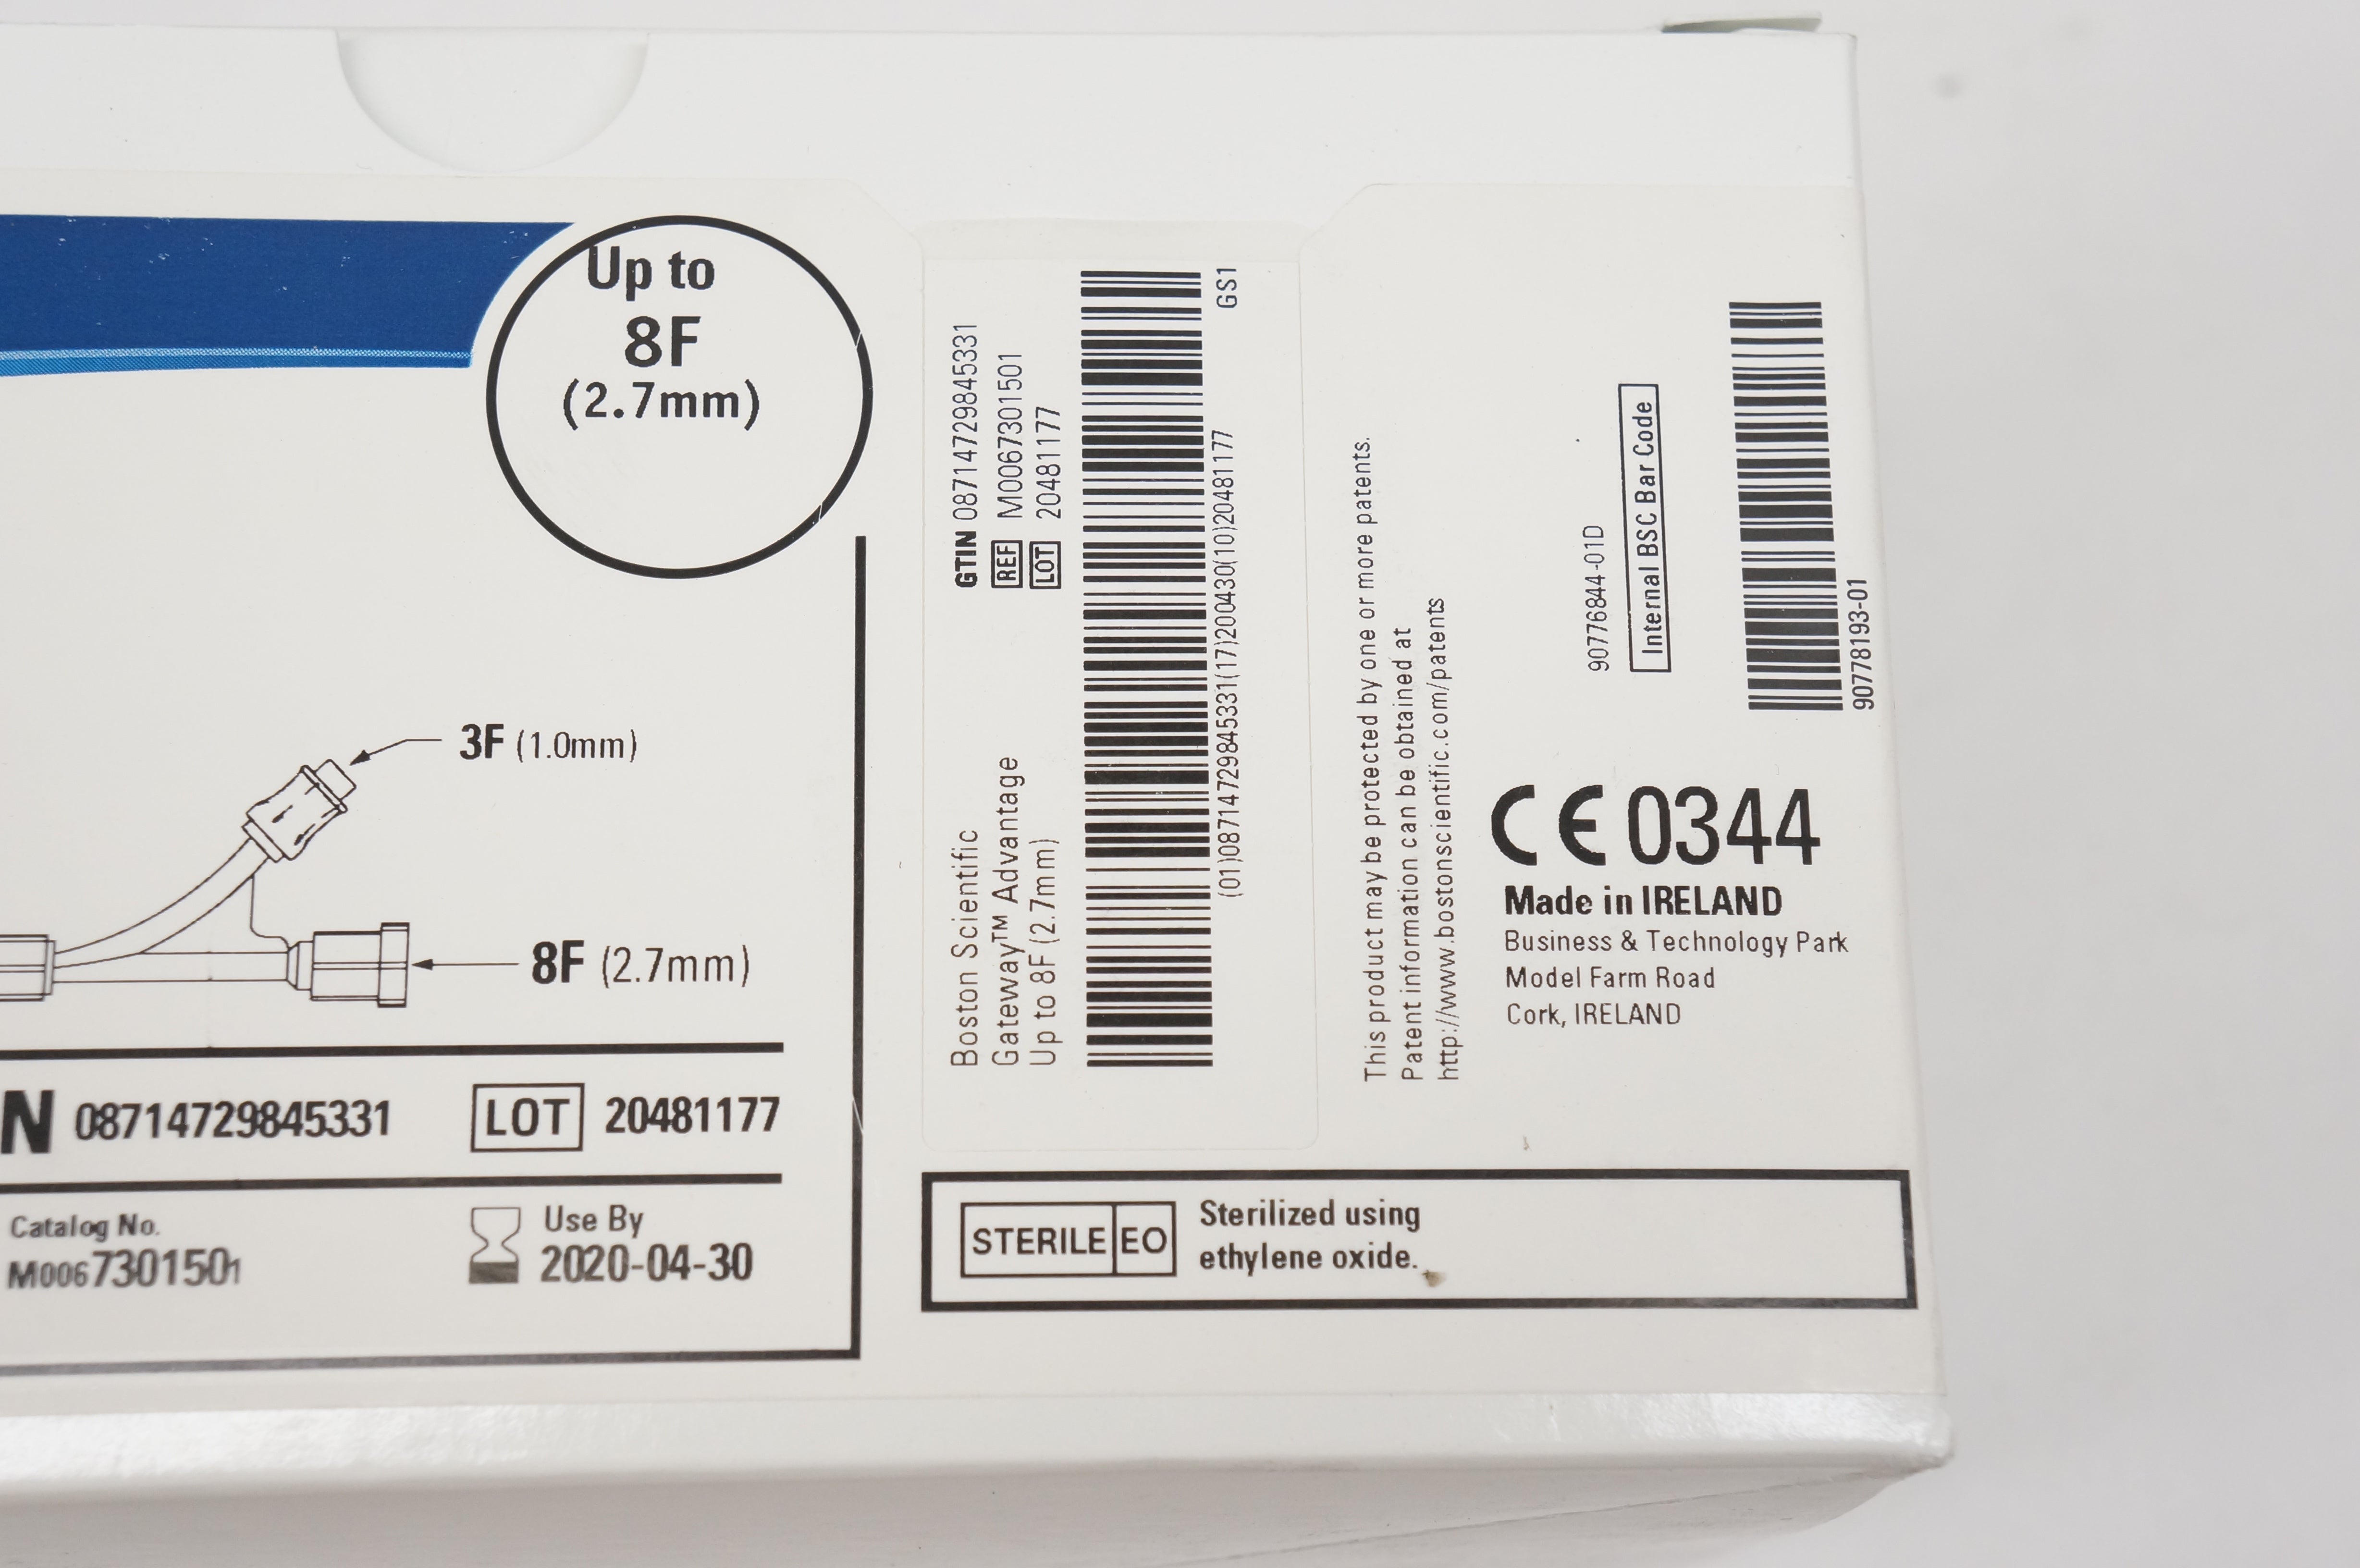 Up to
8F
(2.7mm)
3F (1.0mm)
8F (2.7mm)
N 08714729845331 LOT 20481177
Catalog No.
M0067301501
Use By
2020-04-30
GTIN 08714729845331
REF M0067301501
LOT 20481177
Boston Scientific
Gateway™ Advantage
Up to 8F (2.7mm)
(01)08714729845331(17)200430(10)20481177
GS1
This product may be protected by one or more patents.
Patent information can be obtained at
http://www.bostonscientific.com/patents
90776844-01D
Internal BSC Bar Code
90778193-01
CE 0344
Made in IRELAND
Business & Technology Park
Model Farm Road
Cork, IRELAND
STERILE EO
Sterilized using
ethylene oxide.